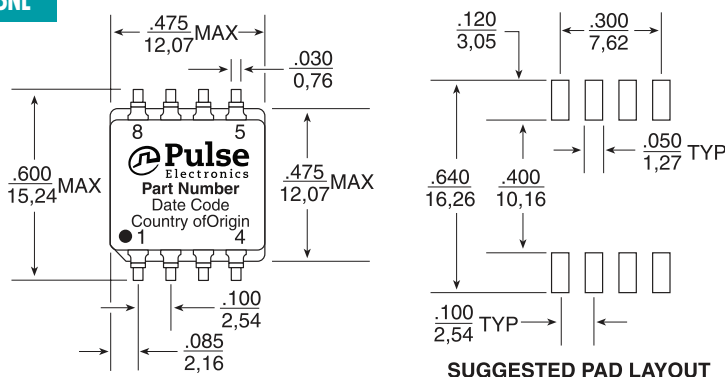 .475
12,07 MAX
.030
0,76
8 5
Pulse
Electronics
Part Number
Date Code
Country ofOrigin
1 4
.600
15,24 MAX
.475
12,07 MAX
.100
2,54
.085
2,16
.120
3,05
.300
7,62
.050
1,27 TYP
.640
16,26
.400
10,16
.100
2,54 TYP
SUGGESTED PAD LAYOUT